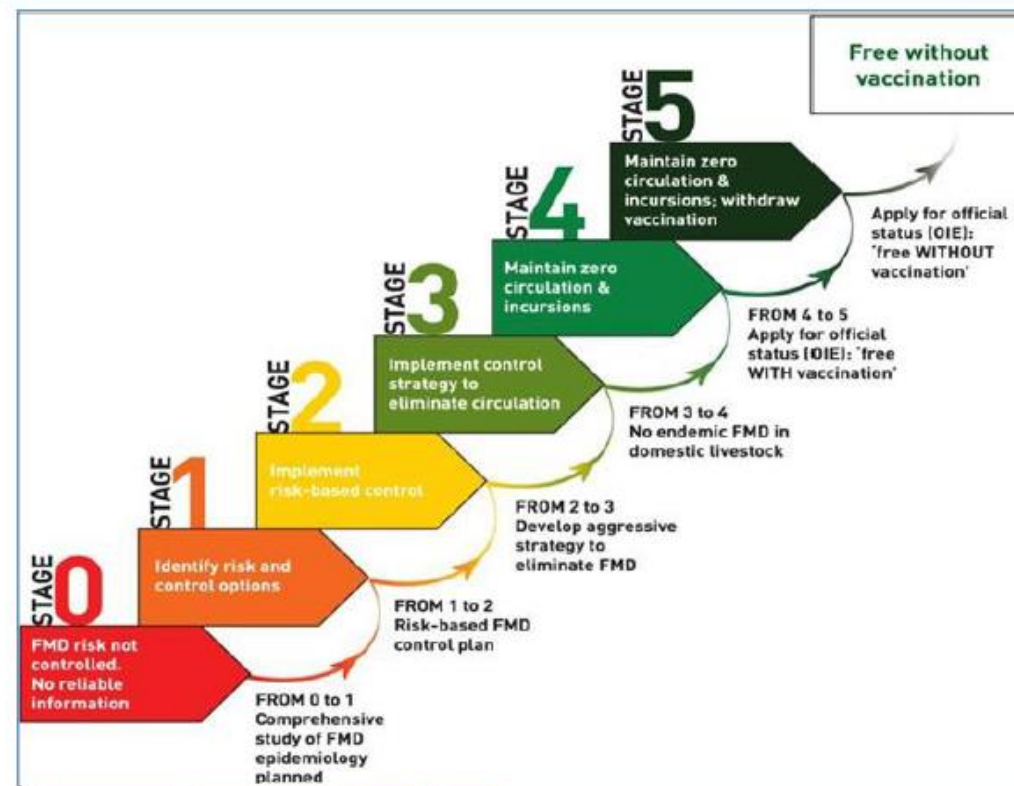 Free without
vaccination
STAGE 5
Maintain zero
circulation &
incursions; withdraw
vaccination
Apply for official
status (OIE):
'free WITHOUT
vaccination'
STAGE 4
Maintain zero
circulation &
incursions
FROM 4 to 5
Apply for official
status (OIE): 'free
WITH vaccination'
STAGE 3
Implement control
strategy to
eliminate circulation
FROM 3 to 4
No endemic FMD in
domestic livestock
STAGE 2
Implement
risk-based control
FROM 2 to 3
Develop aggressive
strategy to
eliminate FMD
STAGE 1
Identify risk and
control options
FROM 1 to 2
Risk-based FMD
control plan
STAGE 0
FMD risk not
controlled.
No reliable
information
FROM 0 to 1
Comprehensive
study of FMD
epidemiology
planned